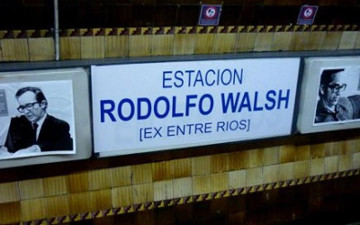 ESTACION
RODOLFO WALSH
[EX ENTRE RIOS]